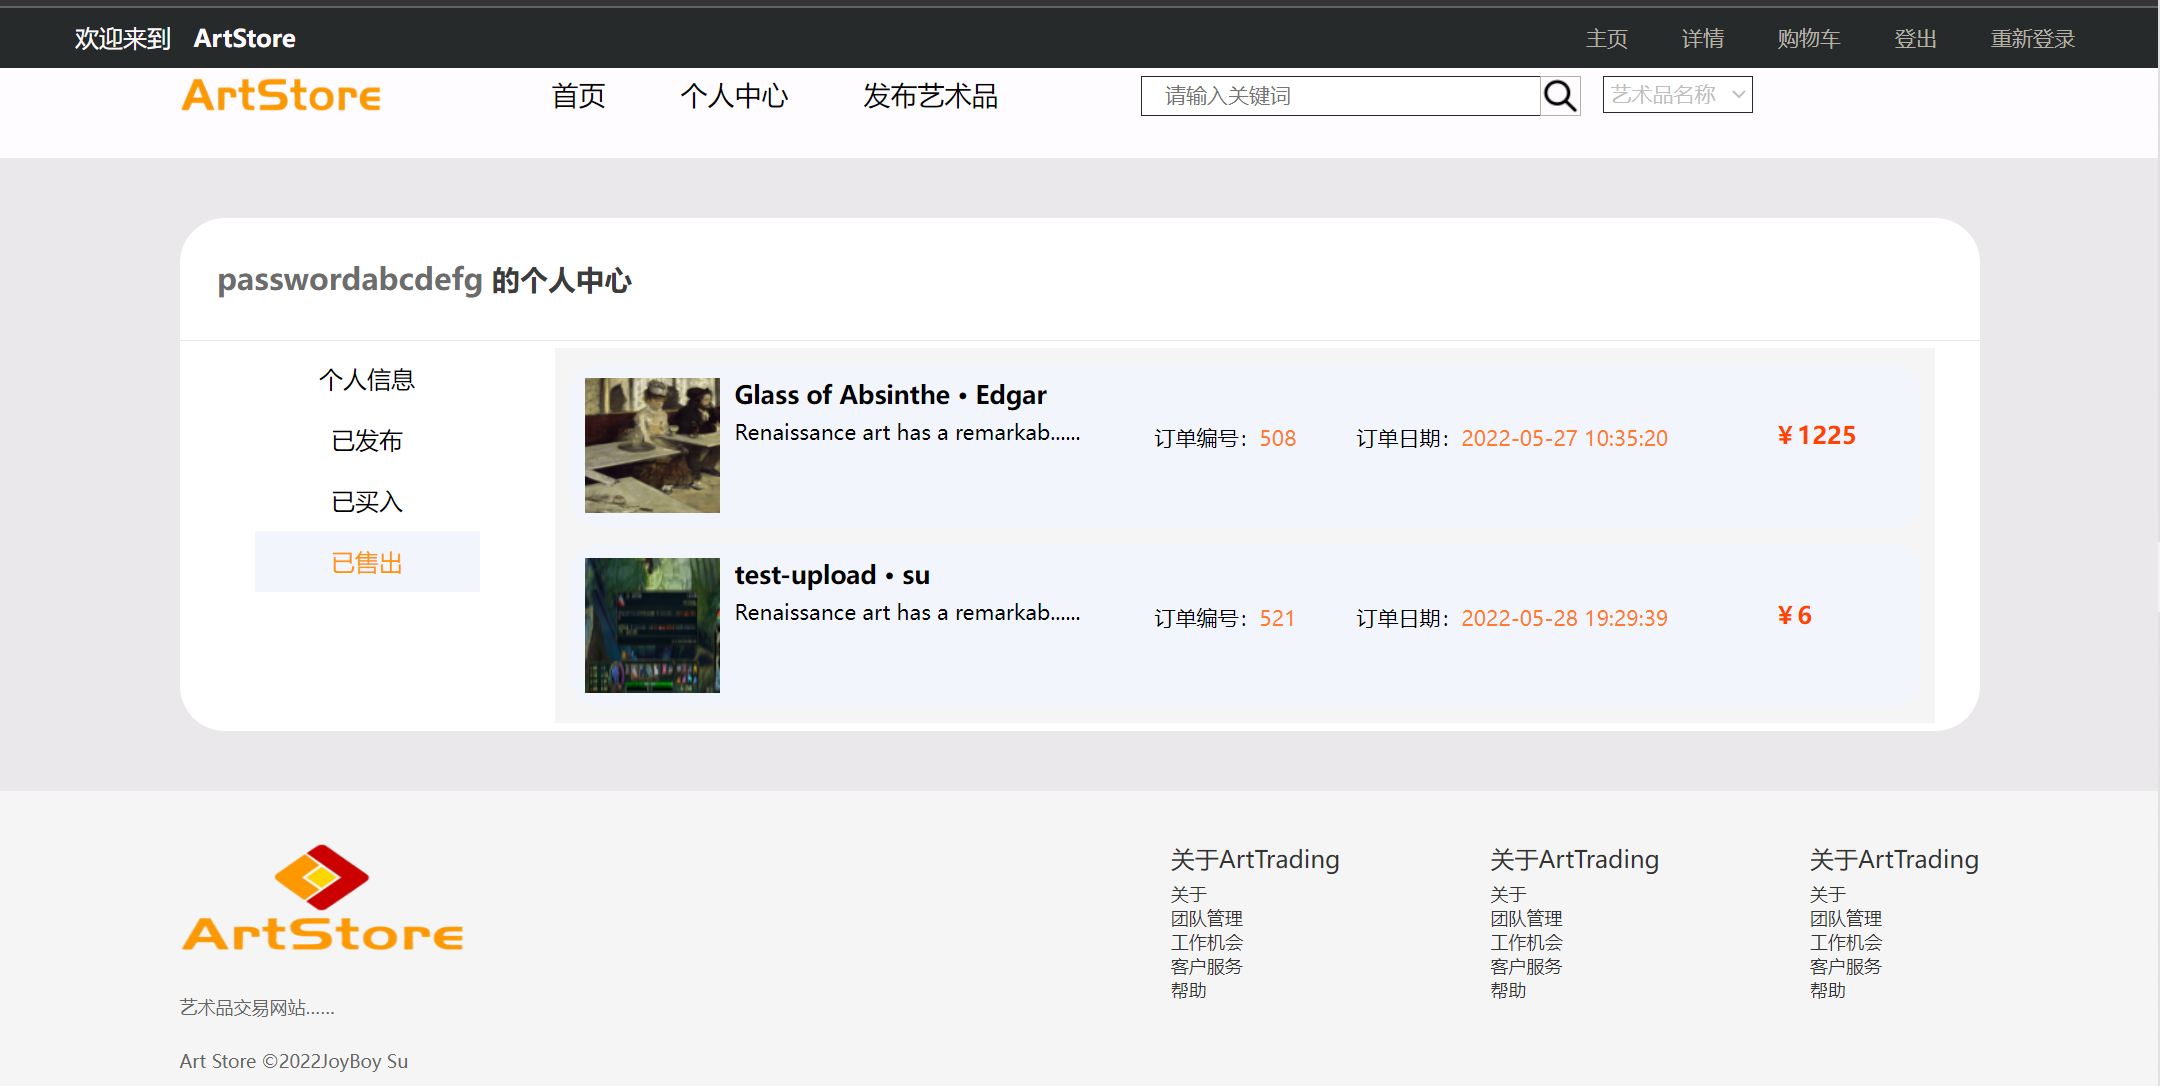 欢迎来到 ArtStore 主页 详情 购物车 登出 重新登录
ArtStore 首页 个人中心 发布艺术品 请输入关键词 艺术品名称
passwordabcdefg 的个人中心
个人信息
已发布
已买入
已售出
Glass of Absinthe • Edgar
Renaissance art has a remarkab......
订单编号：508 订单日期：2022-05-27 10:35:20 ¥1225
test-upload • su
Renaissance art has a remarkab......
订单编号：521 订单日期：2022-05-28 19:29:39 ¥6
ArtStore
艺术品交易网站......
Art Store ©2022JoyBoy Su
关于ArtTrading
关于
团队管理
工作机会
客户服务
帮助
关于ArtTrading
关于
团队管理
工作机会
客户服务
帮助
关于ArtTrading
关于
团队管理
工作机会
客户服务
帮助